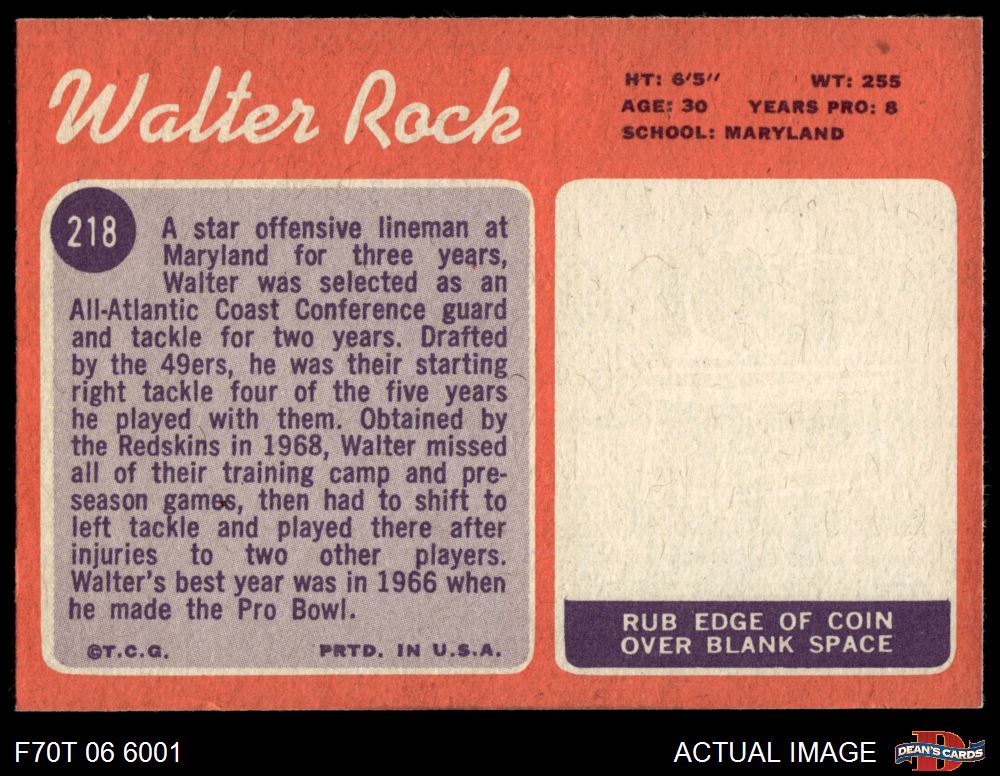 Walter Rock
HT: 6'5" WT: 255
AGE: 30 YEARS PRO: 8
SCHOOL: MARYLAND
218
A star offensive lineman at
Maryland for three years,
Walter was selected as an
All-Atlantic Coast Conference guard
and tackle for two years. Drafted
by the 49ers, he was their starting
right tackle four of the five years
he played with them. Obtained by
the Redskins in 1968, Walter missed
all of their training camp and pre-
season games, then had to shift to
left tackle and played there after
injuries to two other players.
Walter's best year was in 1966 when
he made the Pro Bowl.
©T.C.G. PRTD. IN U.S.A.
RUB EDGE OF COIN
OVER BLANK SPACE
F70T 06 6001
ACTUAL IMAGE
D
DEAN'S CARDS